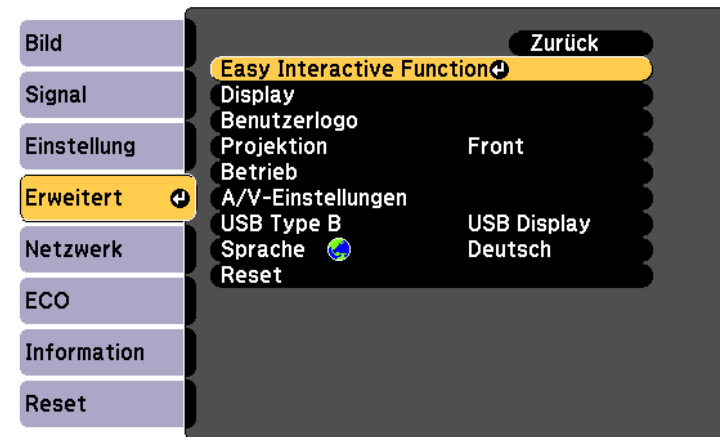 Bild
Signal
Einstellung
Erweitert
Netzwerk
ECO
Information
Reset
Zurück
Easy Interactive Function
Display
Benutzerlogo
Projektion Front
Betrieb
A/V-Einstellungen
USB Type B USB Display
Sprache Deutsch
Reset